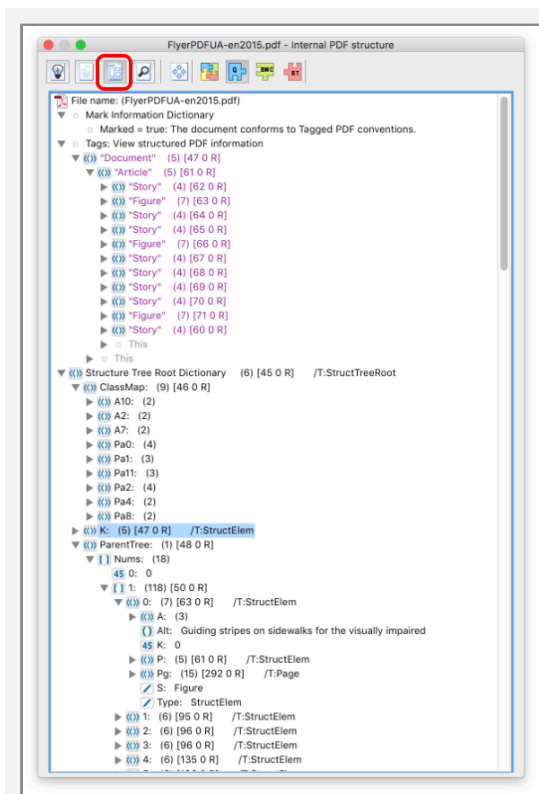 FlyerPDFUA-en2015.pdf - Internal PDF structure
Q BMC BT
File name: (FlyerPDFUA-en2015.pdf)
Mark Information Dictionary
Marked = true: The document conforms to Tagged PDF conventions.
Tags: View structured PDF information
"Document" (5) [47 0 R]
"Article" (5) [61 0 R]
"Story" (4) [62 0 R]
"Figure" (7) [63 0 R]
"Story" (4) [64 0 R]
"Story" (4) [65 0 R]
"Figure" (7) [66 0 R]
"Story" (4) [67 0 R]
"Story" (4) [68 0 R]
"Story" (4) [69 0 R]
"Story" (4) [70 0 R]
"Figure" (7) [71 0 R]
"Story" (4) [60 0 R]
This
This
Structure Tree Root Dictionary (6) [45 0 R] /T:StructTreeRoot
ClassMap: (9) [46 0 R]
A10: (2)
A2: (2)
A7: (2)
Pa0: (4)
Pa1: (3)
Pa11: (3)
Pa2: (4)
Pa4: (2)
Pa8: (2)
K: (5) [47 0 R] /T:StructElem
ParentTree: (1) [48 0 R]
[ ] Nums: (18)
45 0: 0
[ ] 1: (118) [50 0 R]
0: (7) [63 0 R] /T:StructElem
A: (3)
() Alt: Guiding stripes on sidewalks for the visually impaired
45 K: 0
P: (5) [61 0 R] /T:StructElem
Pg: (15) [292 0 R] /T:Page
S: Figure
Type: StructElem
1: (6) [95 0 R] /T:StructElem
2: (6) [96 0 R] /T:StructElem
3: (6) [96 0 R] /T:StructElem
4: (6) [135 0 R] /T:StructElem